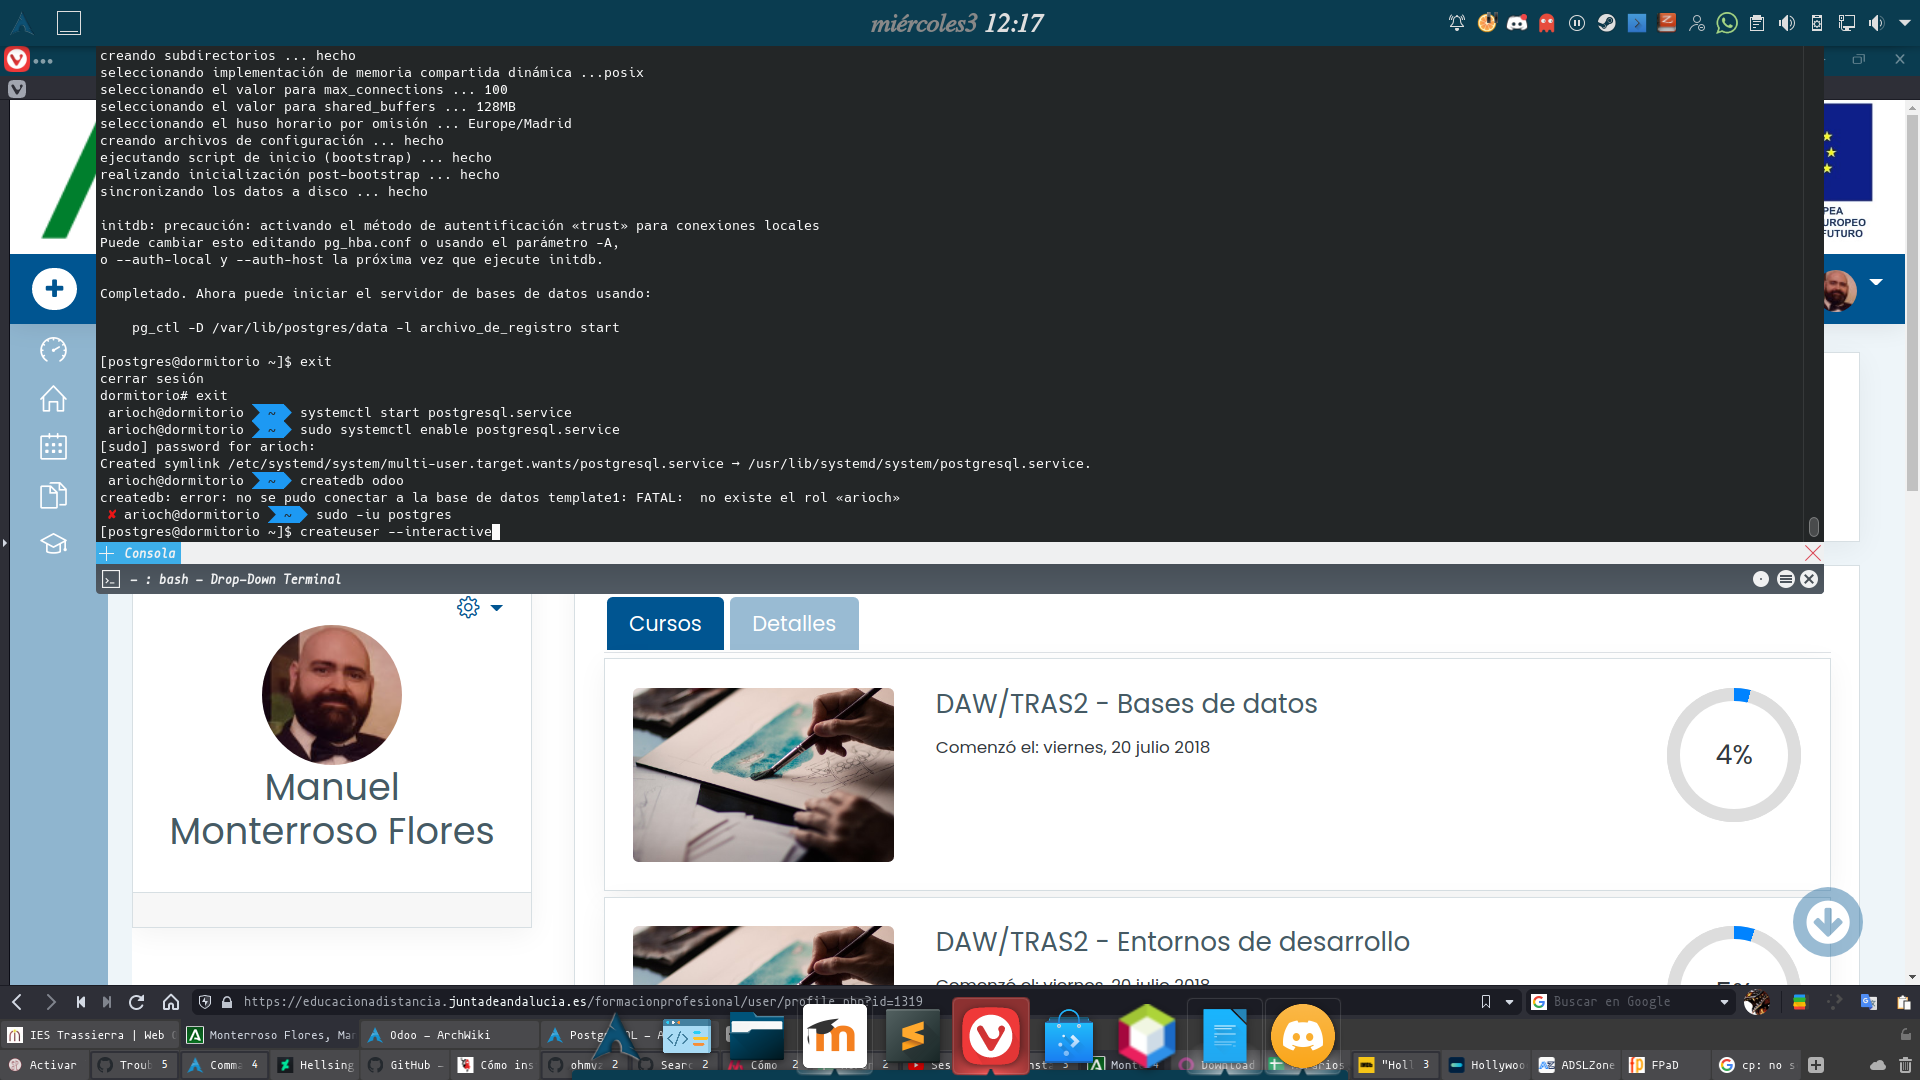 miércoles3 12:17
creando subdirectorios ... hecho
seleccionando implementación de memoria compartida dinámica ...posix
seleccionando el valor para max_connections ... 100
seleccionando el valor para shared_buffers ... 128MB
seleccionando el huso horario por omisión ... Europe/Madrid
creando archivos de configuración ... hecho
ejecutando script de inicio (bootstrap) ... hecho
realizando inicialización post-bootstrap ... hecho
sincronizando los datos a disco ... hecho
initdb: precaución: activando el método de autentificación «trust» para conexiones locales
Puede cambiar esto editando pg_hba.conf o usando el parámetro -A,
o --auth-local y --auth-host la próxima vez que ejecute initdb.
Completado. Ahora puede iniciar el servidor de bases de datos usando:
pg_ctl -D /var/lib/postgres/data -l archivo_de_registro start
[postgres@dormitorio ~]$ exit
cerrar sesión
dormitorio# exit
arioch@dormitorio ~ systemctl start postgresql.service
arioch@dormitorio ~ sudo systemctl enable postgresql.service
[sudo] password for arioch:
Created symlink /etc/systemd/system/multi-user.target.wants/postgresql.service → /usr/lib/systemd/system/postgresql.service.
arioch@dormitorio ~ createdb odoo
createdb: error: no se pudo conectar a la base de datos template1: FATAL:  no existe el rol «arioch»
✘ arioch@dormitorio ~ sudo -iu postgres
[postgres@dormitorio ~]$ createuser --interactive
Consola
- : bash - Drop-Down Terminal
PEA
UROPEO
FUTURO
Manuel
Monterroso Flores
Cursos
Detalles
DAW/TRAS2 - Bases de datos
Comenzó el: viernes, 20 julio 2018
4%
DAW/TRAS2 - Entornos de desarrollo
Comenzó el: viernes, 20 julio 2018
https://educacionadistancia.juntadeandalucia.es/formacionprofesional/user/profile.php?id=1319
Buscar en Google
IES Trassierra | Web
Monterroso Flores, Ma
Odoo - ArchWiki
Activar
Troub 5
Comma 4
Hellsing
GitHub -
Cómo ins
ohmyz 2
Sear 2
Cómo 2
"Hol 3
Hollywoo
ADSLZone
FPaD
cp: no s